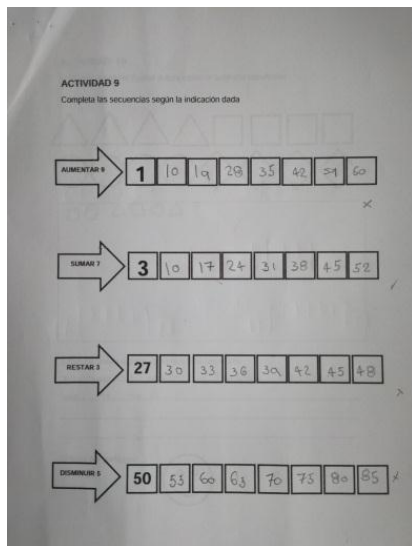 ACTIVIDAD 9
Completa las secuencias según la indicación dada
AUMENTAR 9 1 10 19 28 35 42 51 60
x
SUMAR 7 3 10 17 24 31 38 45 52
RESTAR 3 27 30 33 36 39 42 45 48
x
DISMINUIR 5 50 55 60 65 70 75 80 85 x